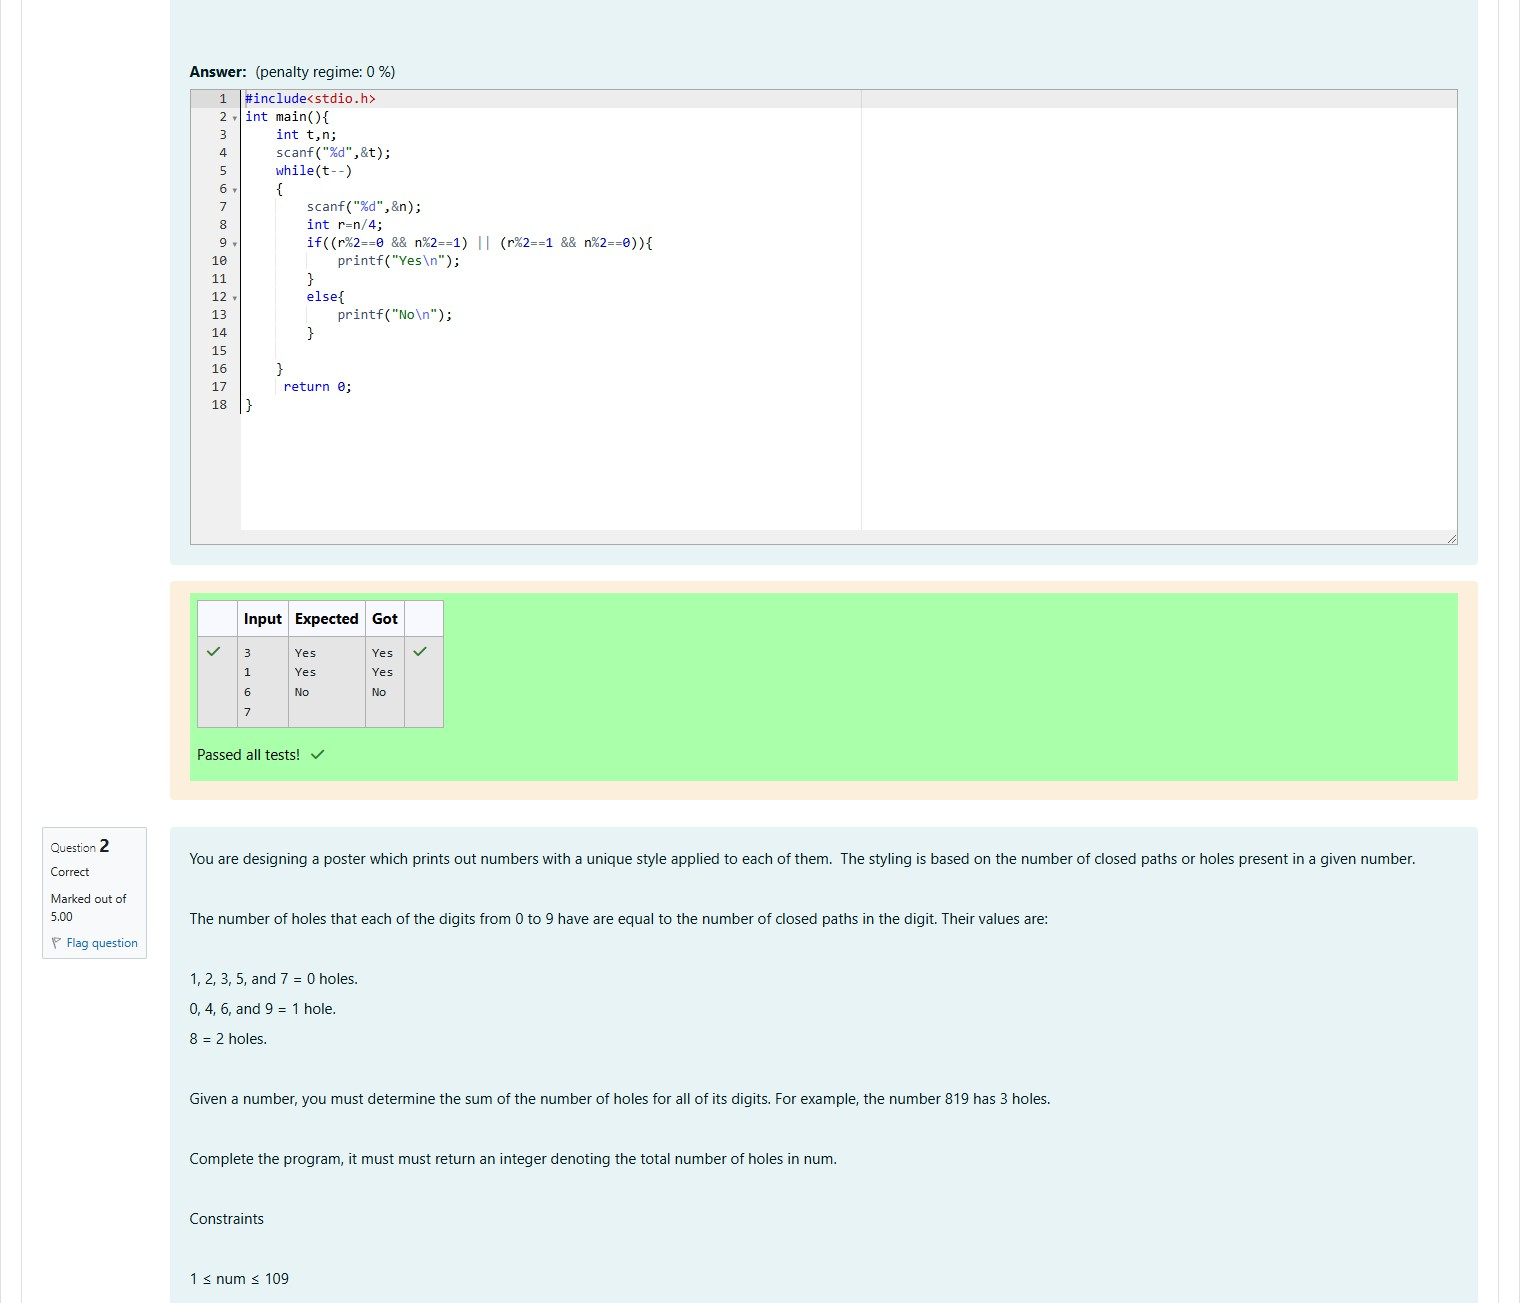 Answer: (penalty regime: 0 %)
1 #include<stdio.h>
2 int main(){
3     int t,n;
4     scanf("%d",&t);
5     while(t--)
6     {
7         scanf("%d",&n);
8         int r=n/4;
9         if((r%2==0 && n%2==1) || (r%2==1 && n%2==0)){
10             printf("Yes\n");
11         }
12         else{
13             printf("No\n");
14         }
15
16     }
17      return 0;
18 }
Input Expected Got
3 Yes Yes
1 Yes Yes
6 No No
7
Passed all tests!
Question 2
Correct
Marked out of
5.00
Flag question
You are designing a poster which prints out numbers with a unique style applied to each of them.  The styling is based on the number of closed paths or holes present in a given number.
The number of holes that each of the digits from 0 to 9 have are equal to the number of closed paths in the digit. Their values are:
1, 2, 3, 5, and 7 = 0 holes.
0, 4, 6, and 9 = 1 hole.
8 = 2 holes.
Given a number, you must determine the sum of the number of holes for all of its digits. For example, the number 819 has 3 holes.
Complete the program, it must must return an integer denoting the total number of holes in num.
Constraints
1 ≤ num ≤ 109